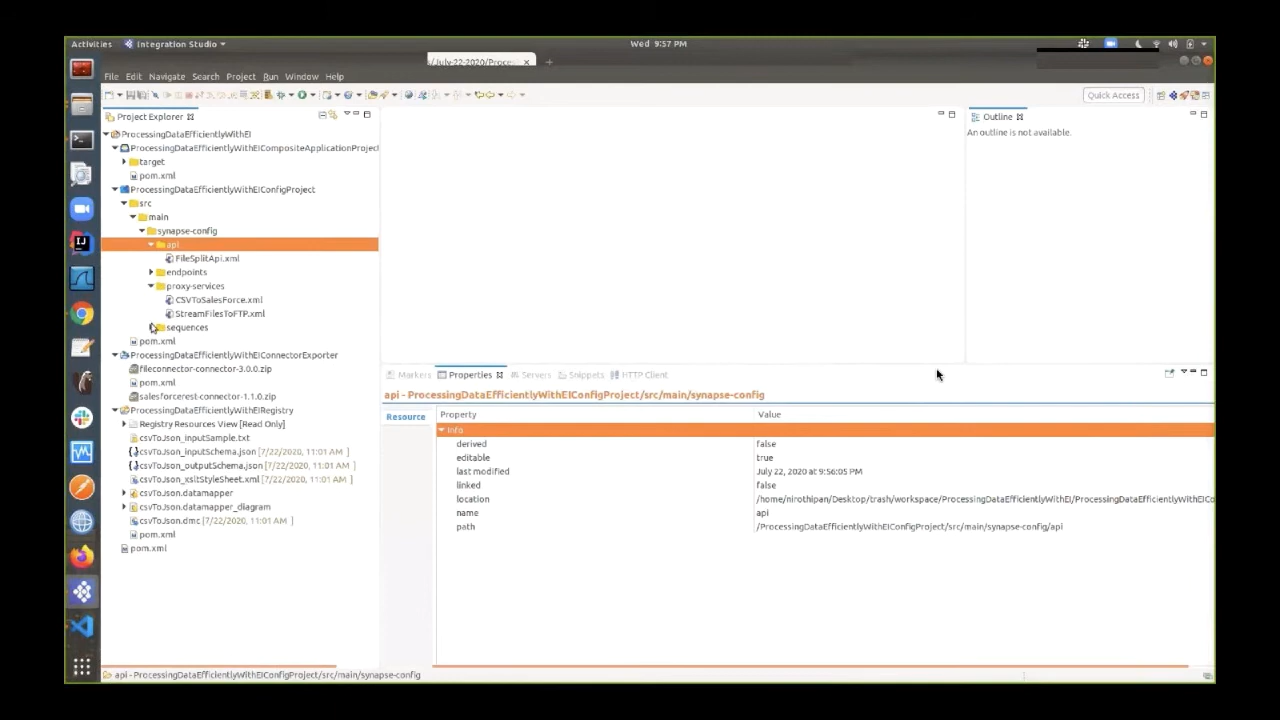 Activities Integration Studio Wed 9:57 PM
/July-22-2020/Proce
File Edit Navigate Search Project Run Window Help
Quick Access
Project Explorer
Outline
ProcessingDataEfficientlyWithEI
An outline is not available.
ProcessingDataEfficientlyWithEICompositeApplicationProject
target
pom.xml
ProcessingDataEfficientlyWithEIConfigProject
src
main
synapse-config
api
FileSplitApi.xml
endpoints
proxy-services
CSVToSalesForce.xml
StreamFilesToFTP.xml
sequences
pom.xml
ProcessingDataEfficientlyWithEIConnectorExporter
fileconnector-connector-3.0.0.zip
pom.xml
salesforcerest-connector-1.1.0.zip
ProcessingDataEfficientlyWithEIRegistry
Registry Resources View [Read Only]
csvToJson_inputSample.txt
csvToJson_inputSchema.json [7/22/2020, 11:01 AM ]
csvToJson_outputSchema.json [7/22/2020, 11:01 AM ]
csvToJson_xsltStyleSheet.xml [7/22/2020, 11:01 AM ]
csvToJson.datamapper
csvToJson.datamapper_diagram
csvToJson.dmc [7/22/2020, 11:01 AM ]
pom.xml
pom.xml
Markers Properties Servers Snippets HTTP Client
api - ProcessingDataEfficientlyWithEIConfigProject/src/main/synapse-config
Resource
Property Value
Info
derived false
editable true
last modified July 22, 2020 at 9:56:05 PM
linked false
location /home/nirothipan/Desktop/trash/workspace/ProcessingDataEfficientlyWithEI/ProcessingDataEfficientlyWithEICo
name api
path /ProcessingDataEfficientlyWithEIConfigProject/src/main/synapse-config/api
api - ProcessingDataEfficientlyWithEIConfigProject/src/main/synapse-config